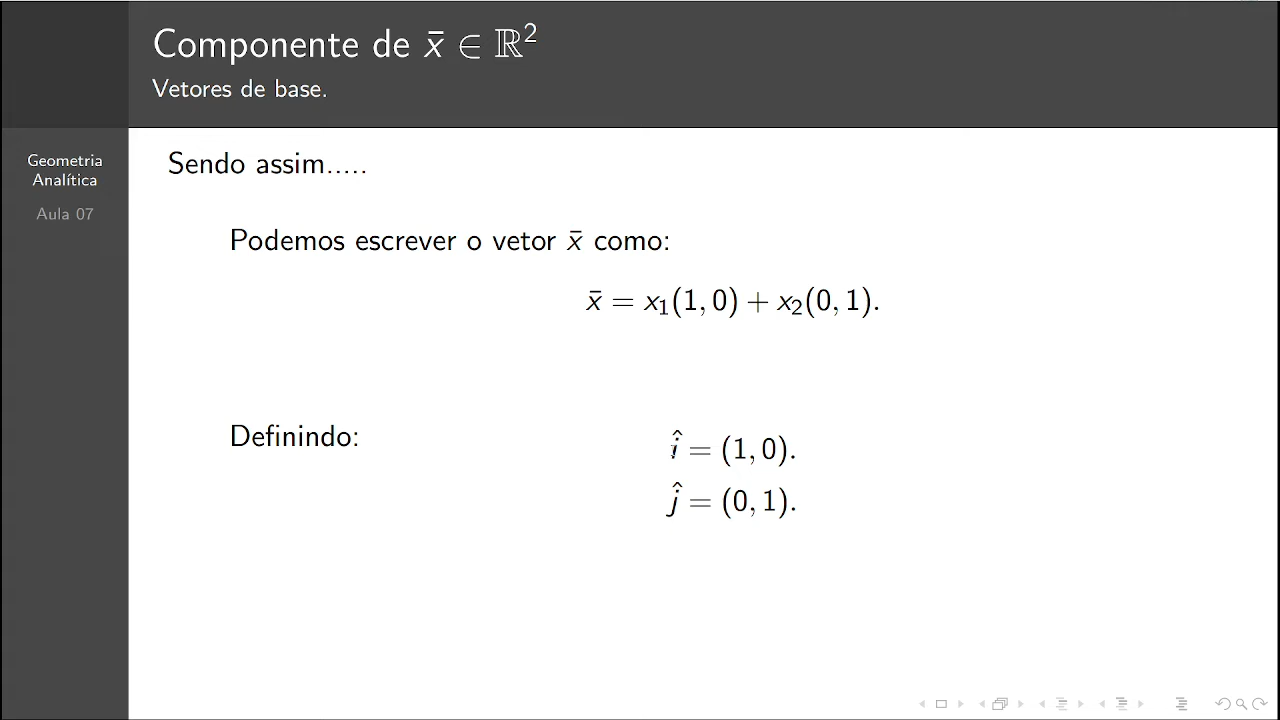 Componente de x̄ ∈ ℝ²
Vetores de base.
Geometria
Analítica
Aula 07
Sendo assim.....
Podemos escrever o vetor x̄ como:
x̄ = x₁(1, 0) + x₂(0, 1).
Definindo:
î = (1, 0).
ĵ = (0, 1).